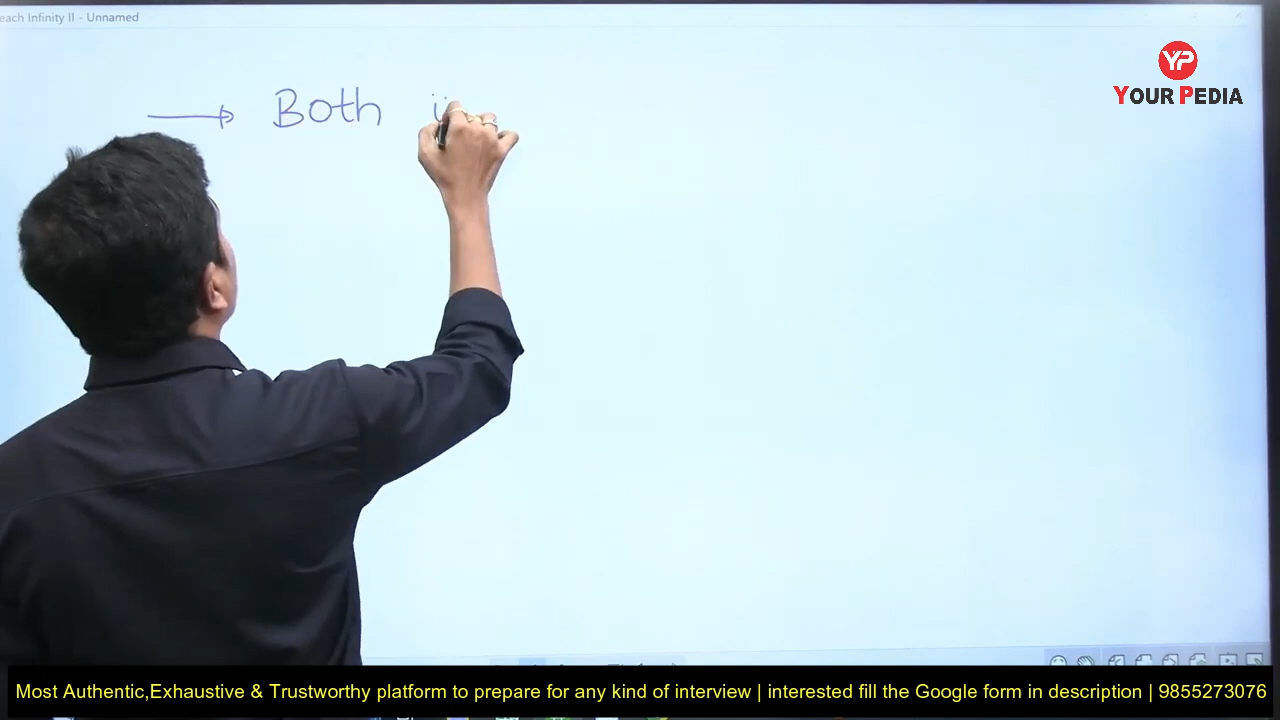 each Infinity II - Unnamed
YP
YOUR PEDIA
→ Both
Most Authentic,Exhaustive & Trustworthy platform to prepare for any kind of interview | interested fill the Google form in description | 9855273076